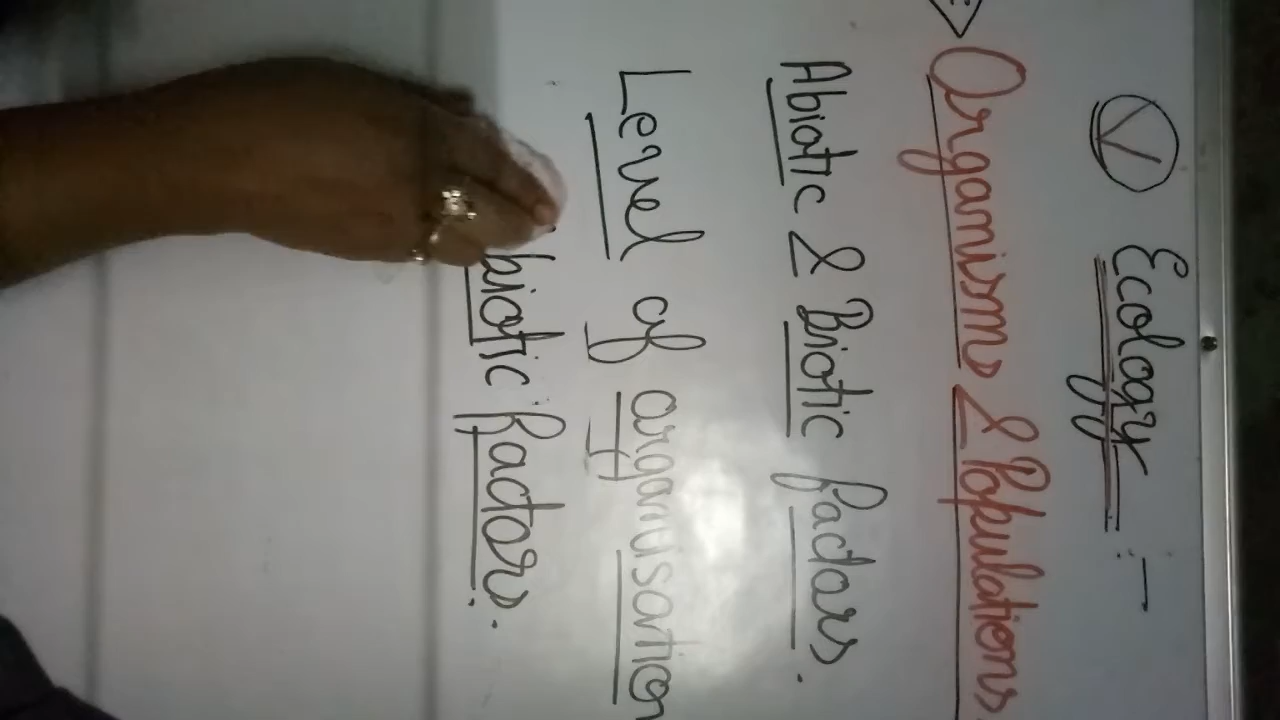 Ⓥ Ecology :-
⇒ Organisms & Populations
Abiotic & Biotic factors.
Level of organisation
biotic factors.